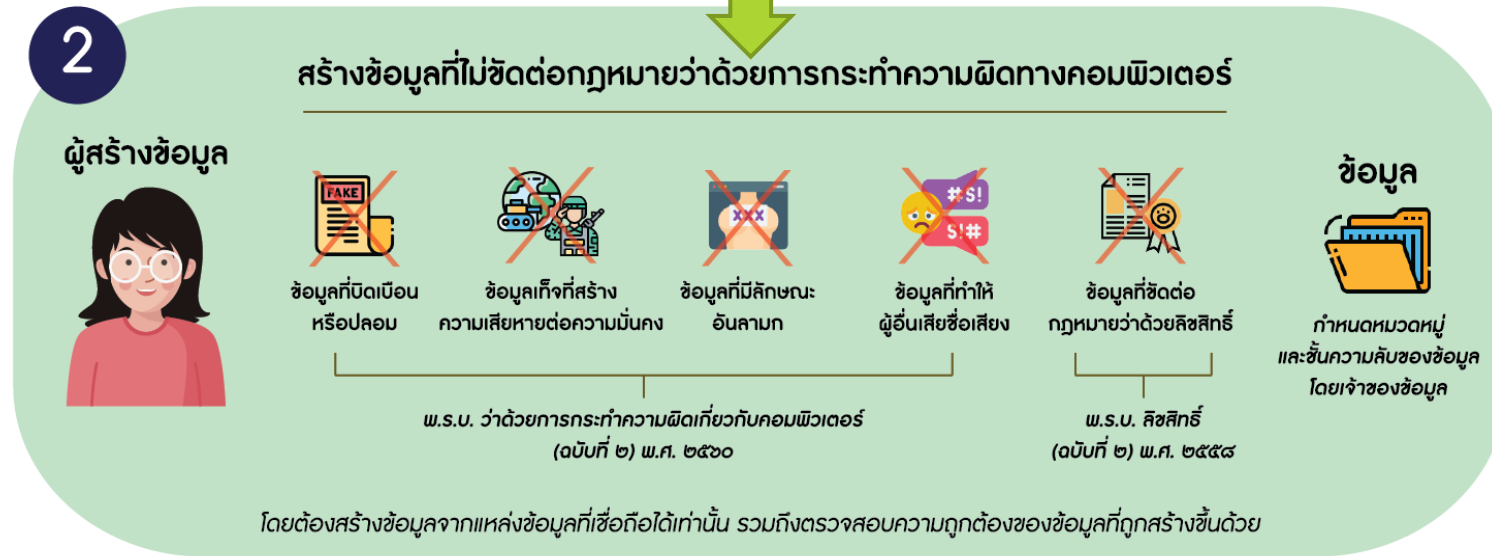 2
สร้างข้อมูลที่ไม่ขัดต่อกฎหมายว่าด้วยการกระทำความผิดทางคอมพิวเตอร์
ผู้สร้างข้อมูล
FAKE
ข้อมูลที่บิดเบือน
หรือปลอม
ข้อมูลเท็จที่สร้าง
ความเสียหายต่อความมั่นคง
XXX
ข้อมูลที่มีลักษณะ
อันลามก
#S!
S!#
ข้อมูลที่ทำให้
ผู้อื่นเสียชื่อเสียง
ข้อมูลที่ขัดต่อ
กฎหมายว่าด้วยลิขสิทธิ์
พ.ร.บ. ว่าด้วยการกระทำความผิดเกี่ยวกับคอมพิวเตอร์
(ฉบับที่ ๒) พ.ศ. ๒๕๖๐
พ.ร.บ. ลิขสิทธิ์
(ฉบับที่ ๒) พ.ศ. ๒๕๕๘
ข้อมูล
กำหนดหมวดหมู่
และชั้นความลับของข้อมูล
โดยเจ้าของข้อมูล
โดยต้องสร้างข้อมูลจากแหล่งข้อมูลที่เชื่อถือได้เท่านั้น รวมถึงตรวจสอบความถูกต้องของข้อมูลที่ถูกสร้างขึ้นด้วย